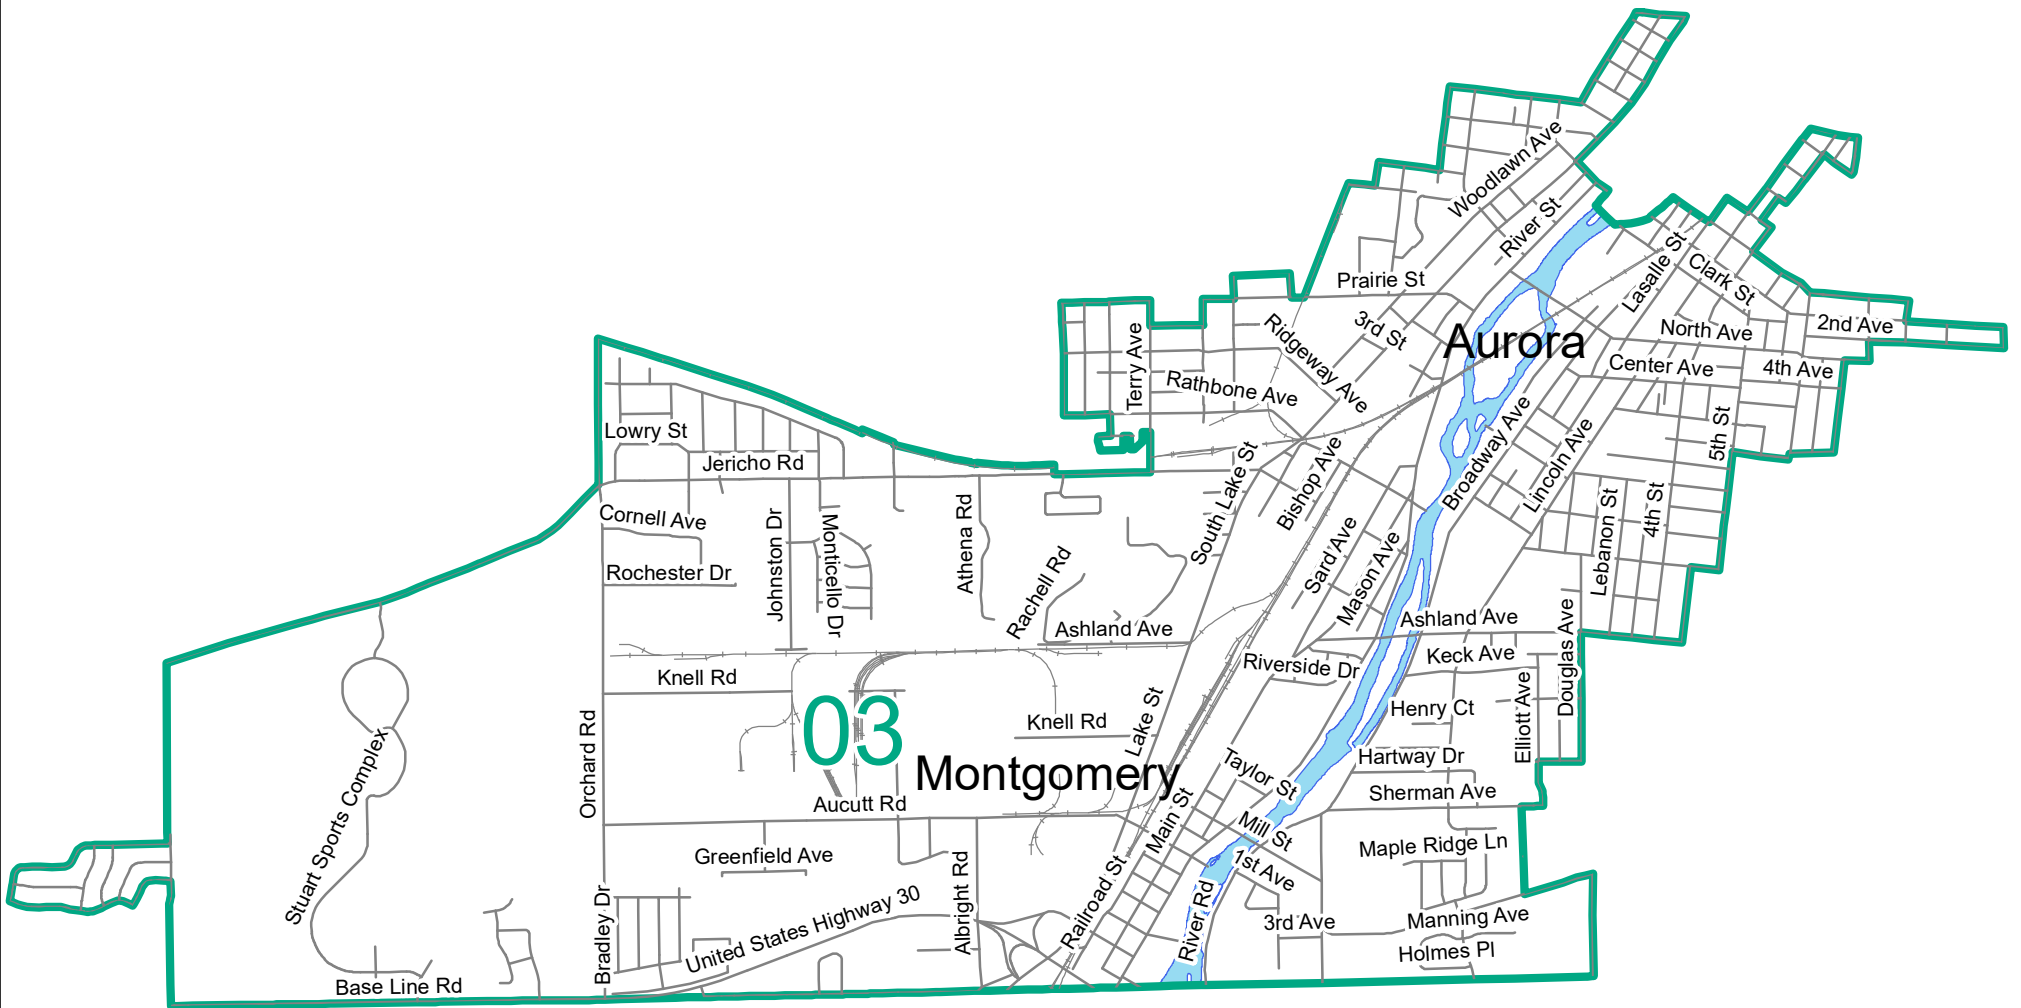 Woodlawn Ave
River St
Lasalle St
Clark St
Prairie St
3rd St
Ridgeway Ave
Terry Ave
Rathbone Ave
Aurora
North Ave
2nd Ave
Center Ave
4th Ave
5th St
Lowry St
Jericho Rd
Broadway Ave
Lincoln Ave
Cornell Ave
Johnston Dr
Monticello Dr
Athena Rd
South Lake St
Bishop Ave
Lebanon St
4th St
Rochester Dr
Rachell Rd
Sard Ave
Mason Ave
Ashland Ave
Ashland Ave
Douglas Ave
Riverside Dr
Keck Ave
Knell Rd
Orchard Rd
03
Knell Rd
Lake St
Henry Ct
Elliott Ave
Stuart Sports Complex
Montgomery
Taylor St
Hartway Dr
Aucutt Rd
Main St
Sherman Ave
Mill St
Greenfield Ave
Maple Ridge Ln
1st Ave
Albright Rd
Railroad St
River Rd
Bradley Dr
United States Highway 30
3rd Ave
Manning Ave
Holmes Pl
Base Line Rd